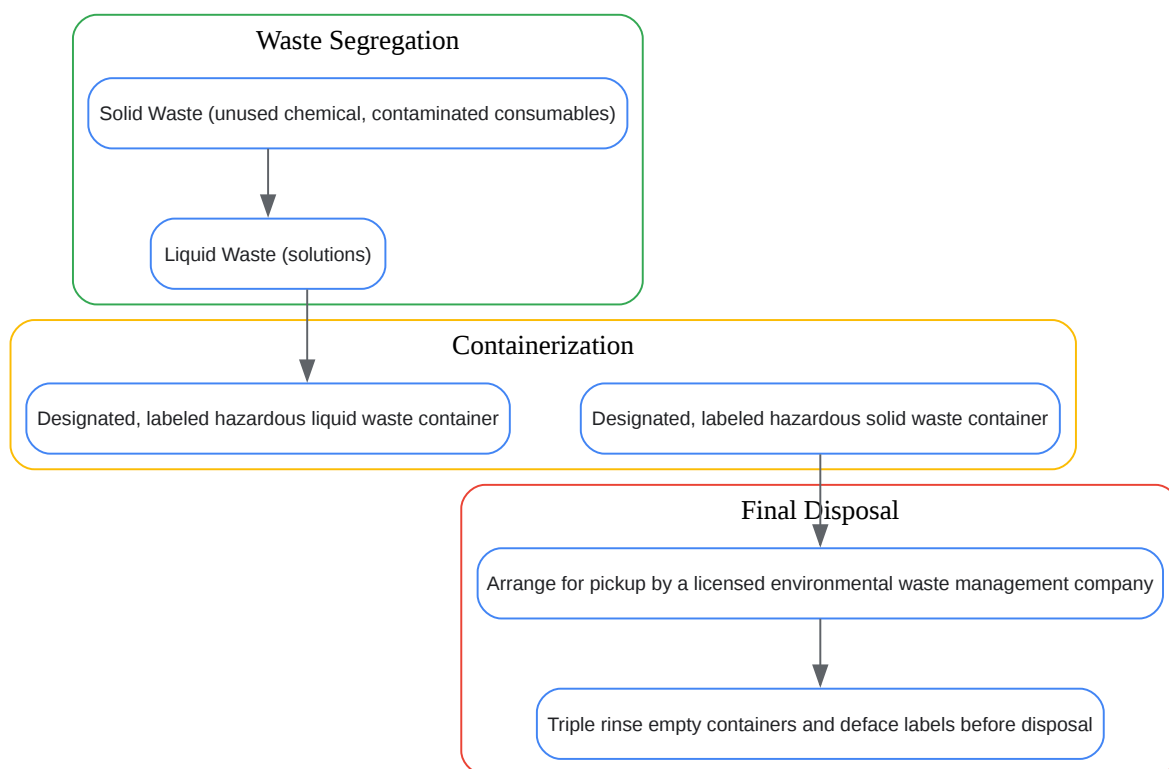 Waste Segregation
Solid Waste (unused chemical, contaminated consumables)
Liquid Waste (solutions)
Containerization
Designated, labeled hazardous liquid waste container
Designated, labeled hazardous solid waste container
Final Disposal
Arrange for pickup by a licensed environmental waste management company
Triple rinse empty containers and deface labels before disposal